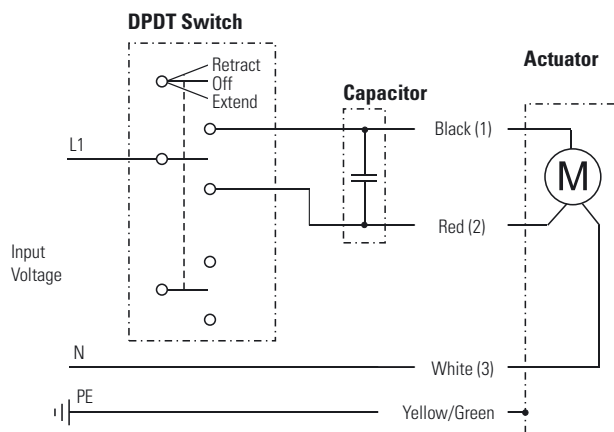 DPDT Switch
Retract
Off
Extend
Capacitor
Actuator
L1
Black (1)
M
Red (2)
Input
Voltage
N
White (3)
PE
Yellow/Green